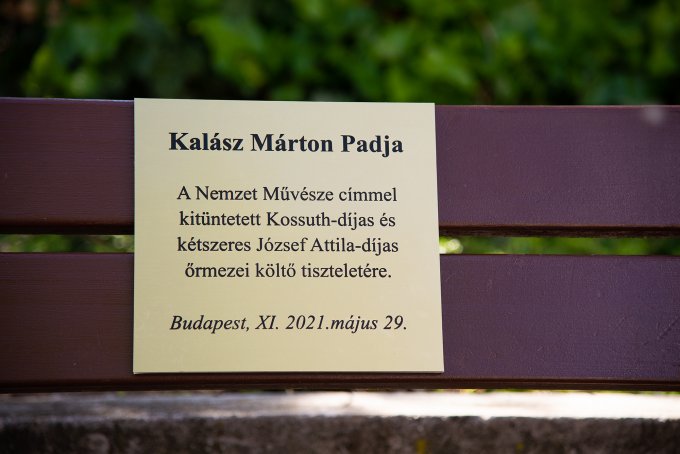 Kalász Márton Padja
A Nemzet Művésze címmel
kitüntetett Kossuth-díjas és
kétszeres József Attila-díjas
őrmezei költő tiszteletére.
Budapest, XI. 2021.május 29.